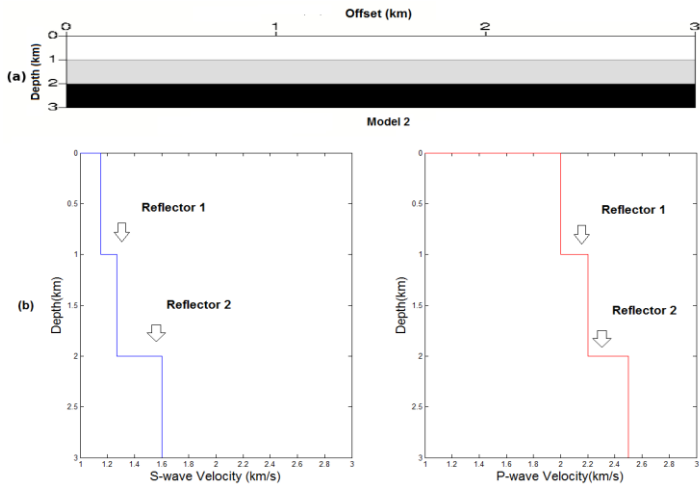 Offset (km)
0 1 2 3
(a)
Depth (km)
0
1
2
3
Model 2
(b)
Depth(km)
0
0.5
1
1.5
2
2.5
3
Reflector 1
Reflector 2
1 1.2 1.4 1.6 1.8 2 2.2 2.4 2.6 2.8 3
S-wave Velocity (km/s)
Depth(km)
0
0.5
1
1.5
2
2.5
3
Reflector 1
Reflector 2
1 1.2 1.4 1.6 1.8 2 2.2 2.4 2.6 2.8 3
P-wave Velocity(km/s)